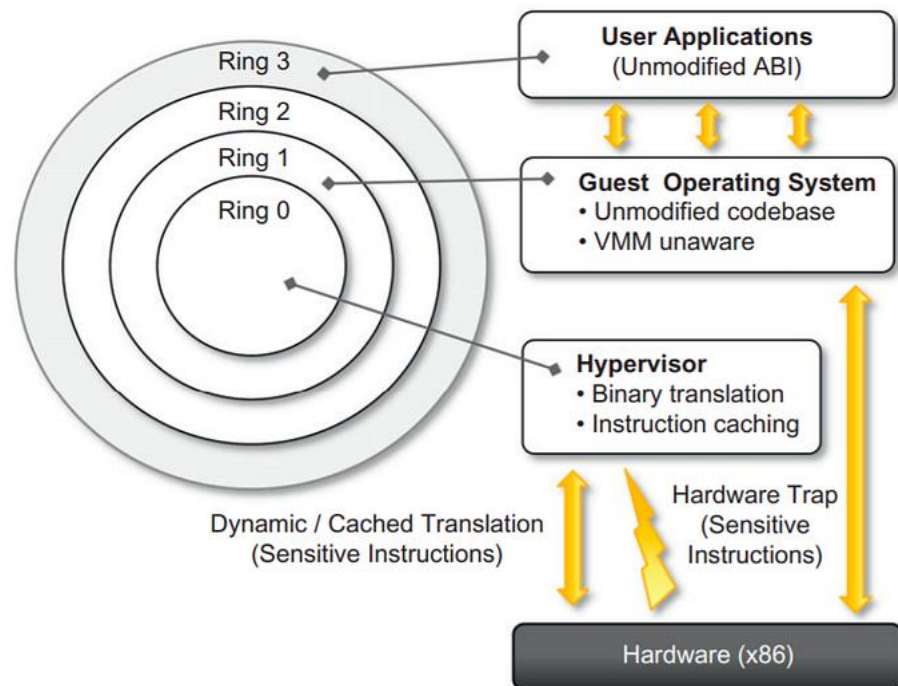 Ring 3
Ring 2
Ring 1
Ring 0
User Applications
(Unmodified ABI)
Guest Operating System
• Unmodified codebase
• VMM unaware
Hypervisor
• Binary translation
• Instruction caching
Dynamic / Cached Translation
(Sensitive Instructions)
Hardware Trap
(Sensitive
Instructions)
Hardware (x86)